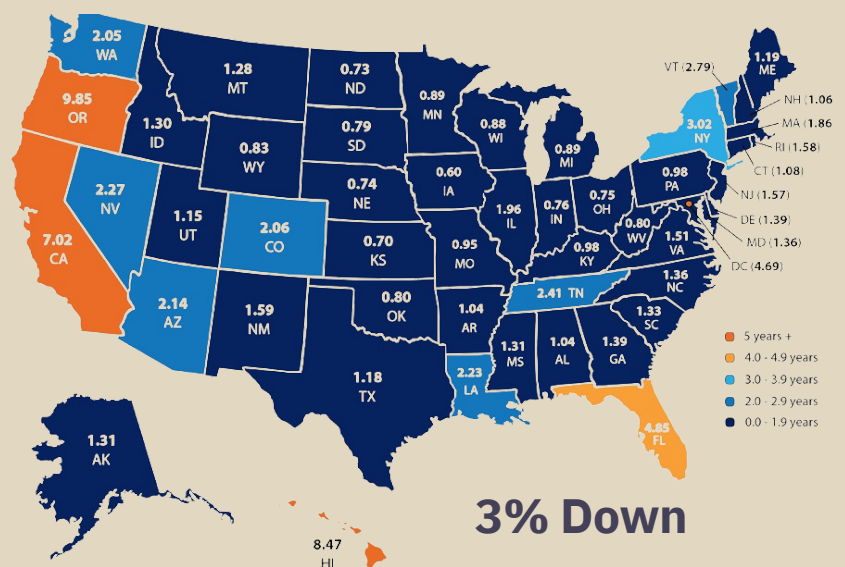 2.05
WA
9.85
OR
7.02
CA
2.27
NV
1.30
ID
1.28
MT
0.83
WY
1.15
UT
2.06
CO
2.14
AZ
1.59
NM
0.73
ND
0.79
SD
0.74
NE
0.70
KS
0.80
OK
1.18
TX
0.89
MN
0.60
IA
0.95
MO
1.04
AR
2.23
LA
0.88
WI
1.96
IL
0.89
MI
0.76
IN
0.75
OH
0.98
KY
2.41 TN
1.31
MS
1.04
AL
1.39
GA
4.85
FL
1.33
SC
1.36
NC
1.51
VA
0.80
WV
0.98
PA
3.02
NY
VT (2.79)
1.19
ME
NH (1.06
MA (1.86
RI (1.58)
CT (1.08)
NJ (1.57)
DE (1.39)
MD (1.36)
DC (4.69)
5 years +
4.0 - 4.9 years
3.0 - 3.9 years
2.0 - 2.9 years
0.0 - 1.9 years
1.31
AK
8.47
HI
3% Down